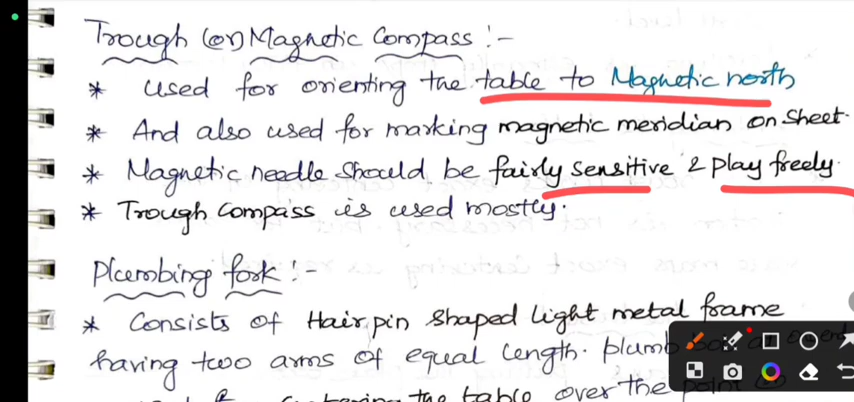 Trough (or) Magnetic Compass :-
* used for orienting the table to Magnetic north
* And also used for marking magnetic meridian on sheet.
* Magnetic needle should be fairly sensitive & play freely.
* Trough Compass is used mostly.
Plumbing fork :-
* Consists of Hair pin shaped light metal frame
having two arms of equal length. plumb
the table over the point